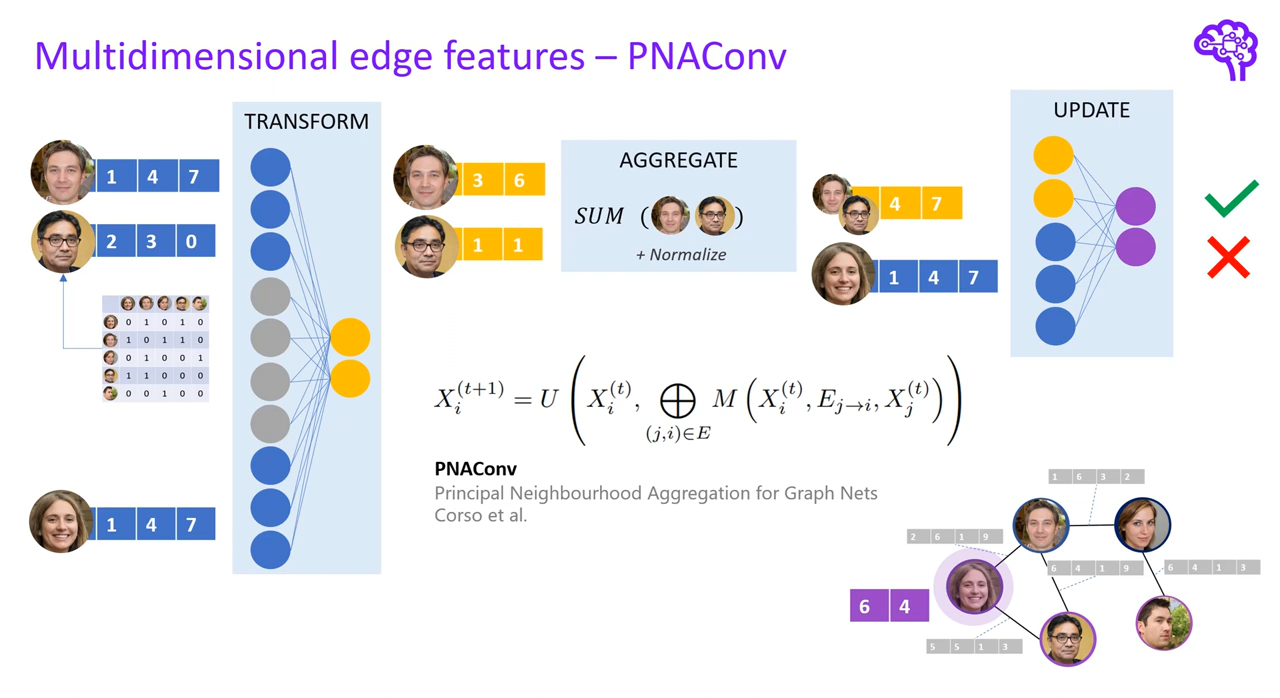 Multidimensional edge features – PNAConv
TRANSFORM
1 4 7
2 3 0
0 1 0 1 0
1 0 1 1 0
0 1 0 0 1
1 1 0 0 0
0 0 1 0 0
1 4 7
3 6
1 1
AGGREGATE
SUM ( )
+ Normalize
4 7
1 4 7
UPDATE
X_i^{(t+1)} = U ( X_i^{(t)}, ⊕_{(j,i)∈E} M ( X_i^{(t)}, E_{j→i}, X_j^{(t)} ) )
PNAConv
Principal Neighbourhood Aggregation for Graph Nets
Corso et al.
1 6 3 2
2 6 1 9
6 4 1 9
6 4 1 3
6 4
5 5 1 3